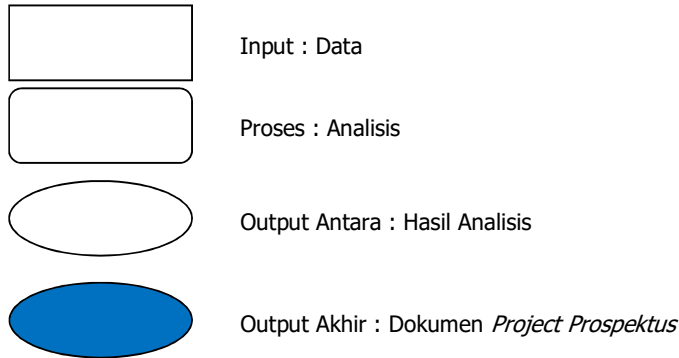 Input : Data
Proses : Analisis
Output Antara : Hasil Analisis
Output Akhir : Dokumen Project Prospektus